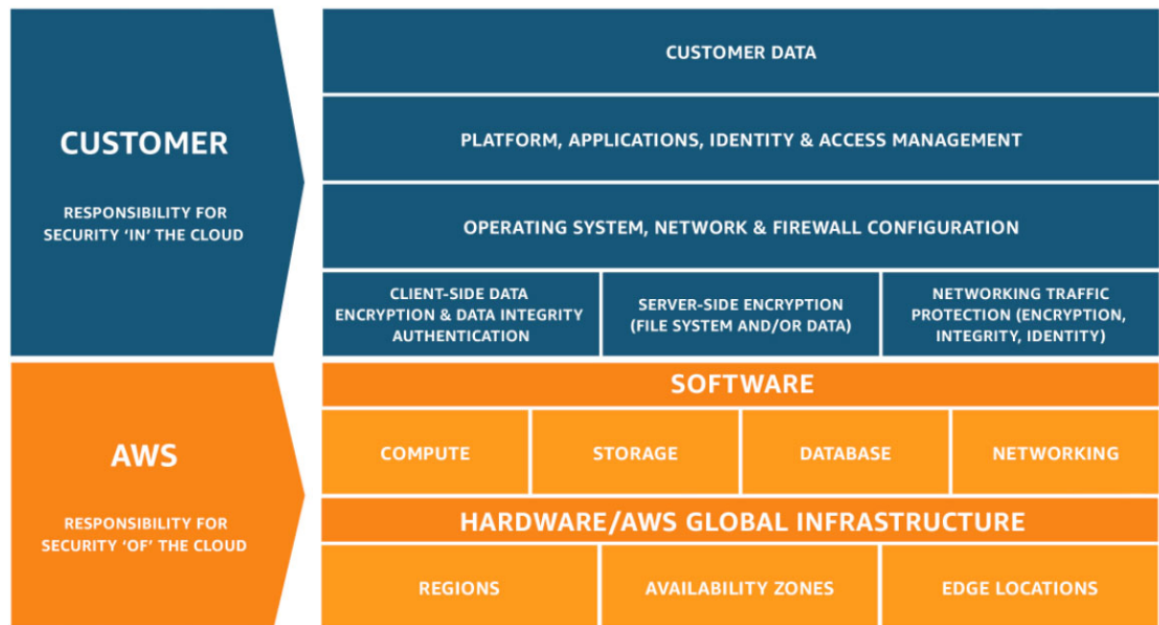 CUSTOMER
RESPONSIBILITY FOR
SECURITY ‘IN’ THE CLOUD
CUSTOMER DATA
PLATFORM, APPLICATIONS, IDENTITY & ACCESS MANAGEMENT
OPERATING SYSTEM, NETWORK & FIREWALL CONFIGURATION
CLIENT-SIDE DATA
ENCRYPTION & DATA INTEGRITY
AUTHENTICATION
SERVER-SIDE ENCRYPTION
(FILE SYSTEM AND/OR DATA)
NETWORKING TRAFFIC
PROTECTION (ENCRYPTION,
INTEGRITY, IDENTITY)
AWS
RESPONSIBILITY FOR
SECURITY ‘OF’ THE CLOUD
SOFTWARE
COMPUTE
STORAGE
DATABASE
NETWORKING
HARDWARE/AWS GLOBAL INFRASTRUCTURE
REGIONS
AVAILABILITY ZONES
EDGE LOCATIONS